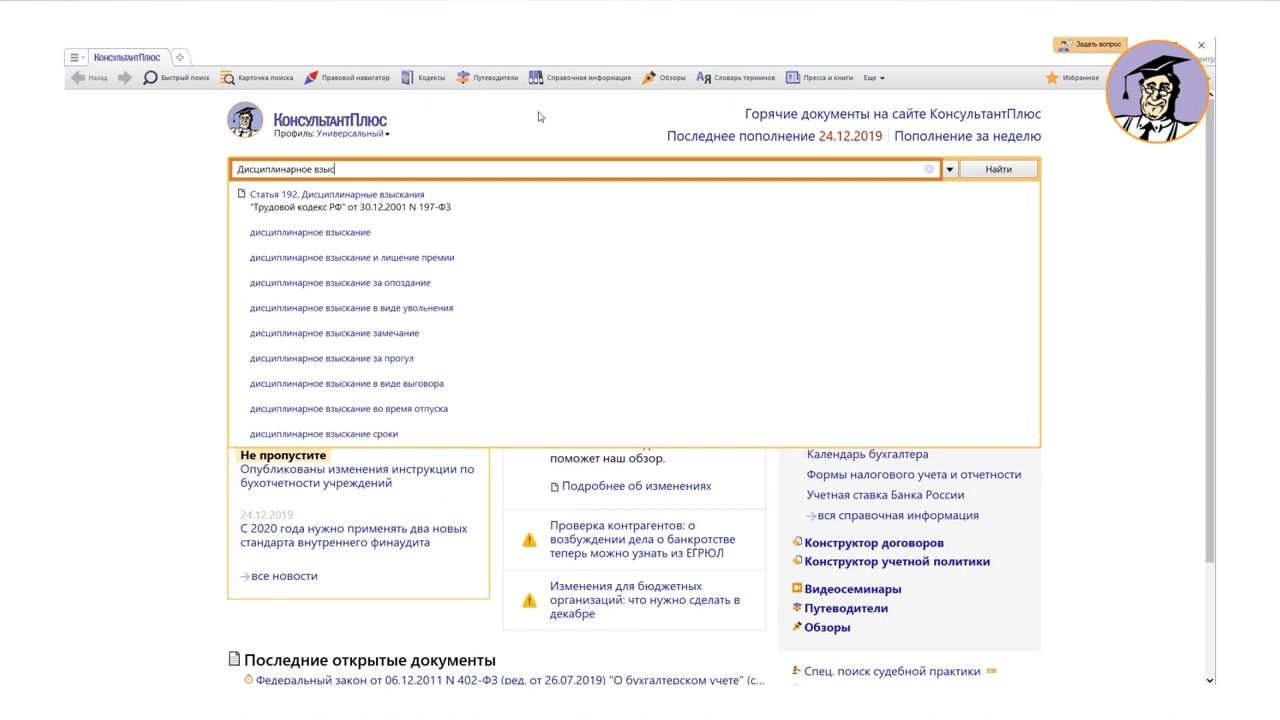 Задать вопрос
КонсультантПлюс
Назад
Быстрый поиск
Карточка поиска
Правовой навигатор
Кодексы
Путеводители
Справочная информация
Обзоры
Словарь терминов
Пресса и книги
Еще
Избранное
КонсультантПлюс
Профиль: Универсальный
Горячие документы на сайте КонсультантПлюс
Последнее пополнение 24.12.2019 Пополнение за неделю
Дисциплинарное взыс
Найти
Статья 192. Дисциплинарные взыскания
"Трудовой кодекс РФ" от 30.12.2001 N 197-ФЗ
дисциплинарное взыскание
дисциплинарное взыскание и лишение премии
дисциплинарное взыскание за опоздание
дисциплинарное взыскание в виде увольнения
дисциплинарное взыскание замечание
дисциплинарное взыскание за прогул
дисциплинарное взыскание в виде выговора
дисциплинарное взыскание во время отпуска
дисциплинарное взыскание сроки
Не пропустите
Опубликованы изменения инструкции по
бухотчетности учреждений
24.12.2019
С 2020 года нужно применять два новых
стандарта внутреннего финаудита
все новости
поможет наш обзор.
Подробнее об изменениях
Проверка контрагентов: о
возбуждении дела о банкротстве
теперь можно узнать из ЕГРЮЛ
Изменения для бюджетных
организаций: что нужно сделать в
декабре
Календарь бухгалтера
Формы налогового учета и отчетности
Учетная ставка Банка России
вся справочная информация
Конструктор договоров
Конструктор учетной политики
Видеосеминары
Путеводители
Обзоры
Последние открытые документы
Федеральный закон от 06.12.2011 N 402-ФЗ (ред. от 26.07.2019) "О бухгалтерском учете" (с...
Спец. поиск судебной практики